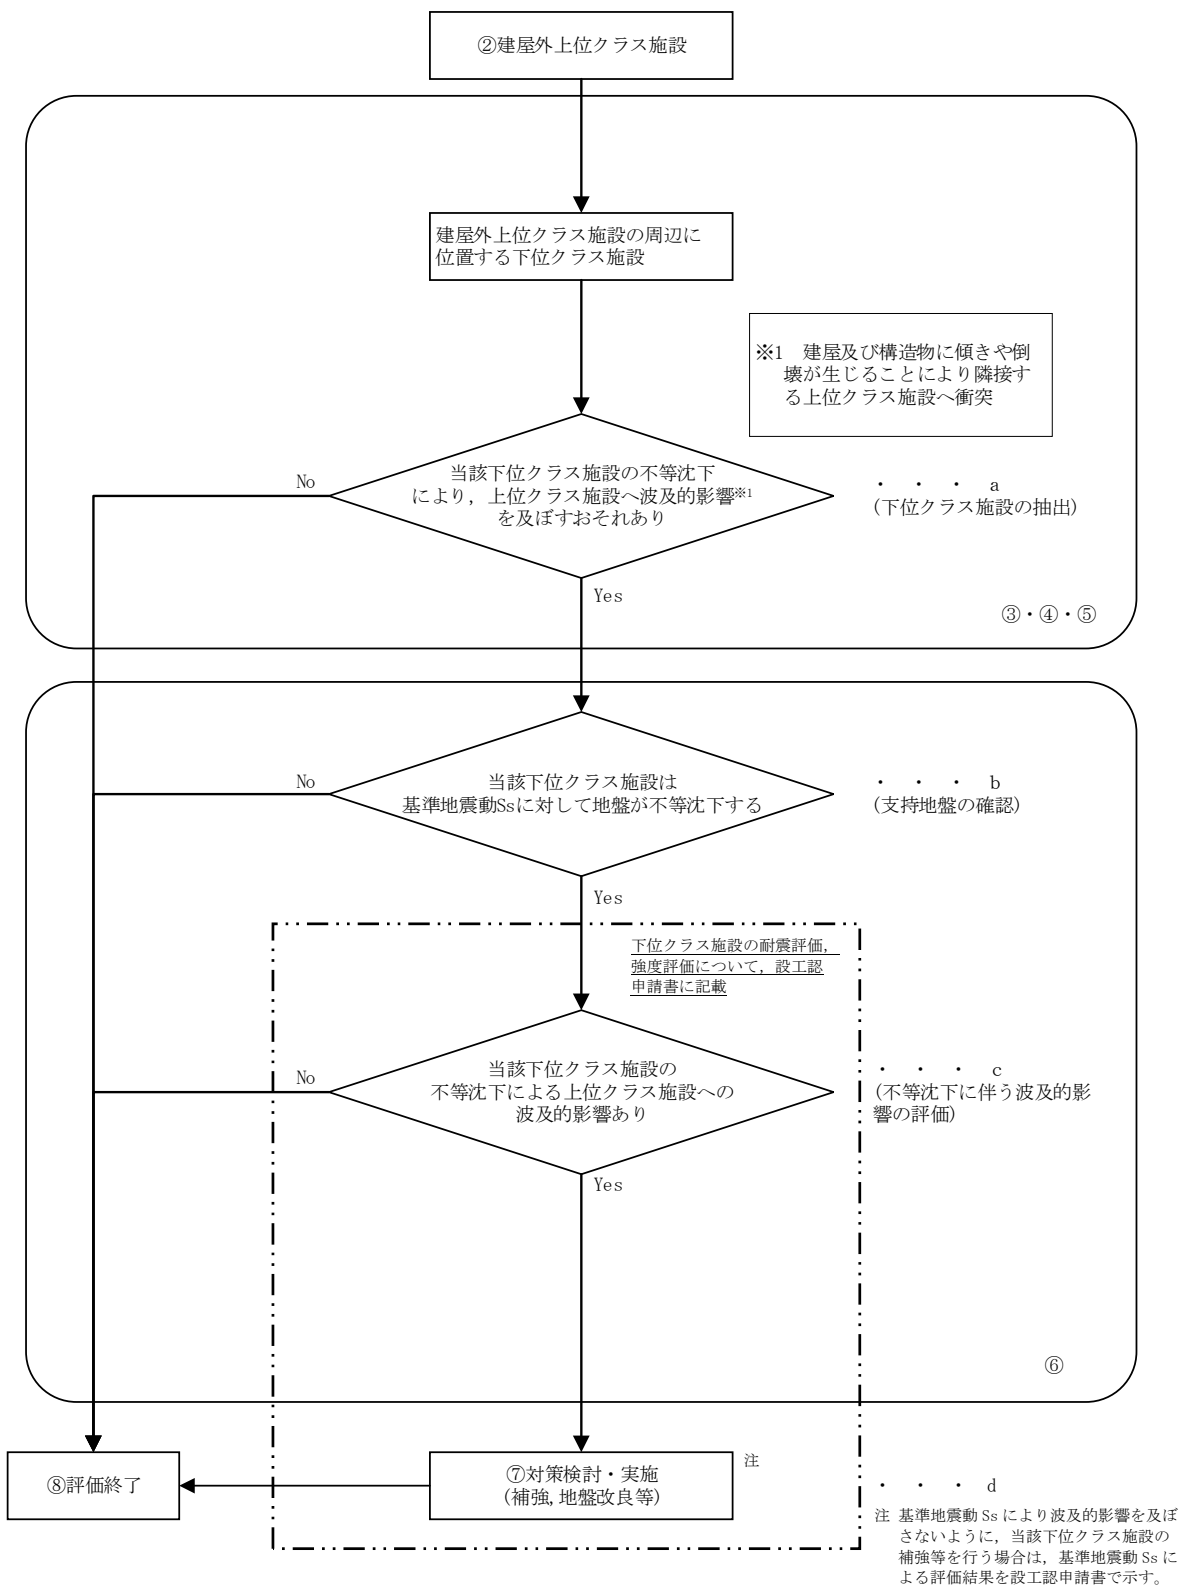 ②建屋外上位クラス施設
建屋外上位クラス施設の周辺に
位置する下位クラス施設
※1　建屋及び構造物に傾きや倒
壊が生じることにより隣接す
る上位クラス施設へ衝突
No
当該下位クラス施設の不等沈下
により，上位クラス施設へ波及的影響※1
を及ぼすおそれあり
・・・a
(下位クラス施設の抽出)
Yes
③・④・⑤
No
当該下位クラス施設は
基準地震動Ssに対して地盤が不等沈下する
・・・b
(支持地盤の確認)
Yes
下位クラス施設の耐震評価，
強度評価について，設工認
申請書に記載
No
当該下位クラス施設の
不等沈下による上位クラス施設への
波及的影響あり
・・・c
(不等沈下に伴う波及的影
響の評価)
Yes
⑥
⑧評価終了
⑦対策検討・実施
(補強,地盤改良等)
注
・・・d
注 基準地震動 Ss により波及的影響を及ぼ
さないように，当該下位クラス施設の
補強等を行う場合は，基準地震動 Ss に
よる評価結果を設工認申請書で示す。